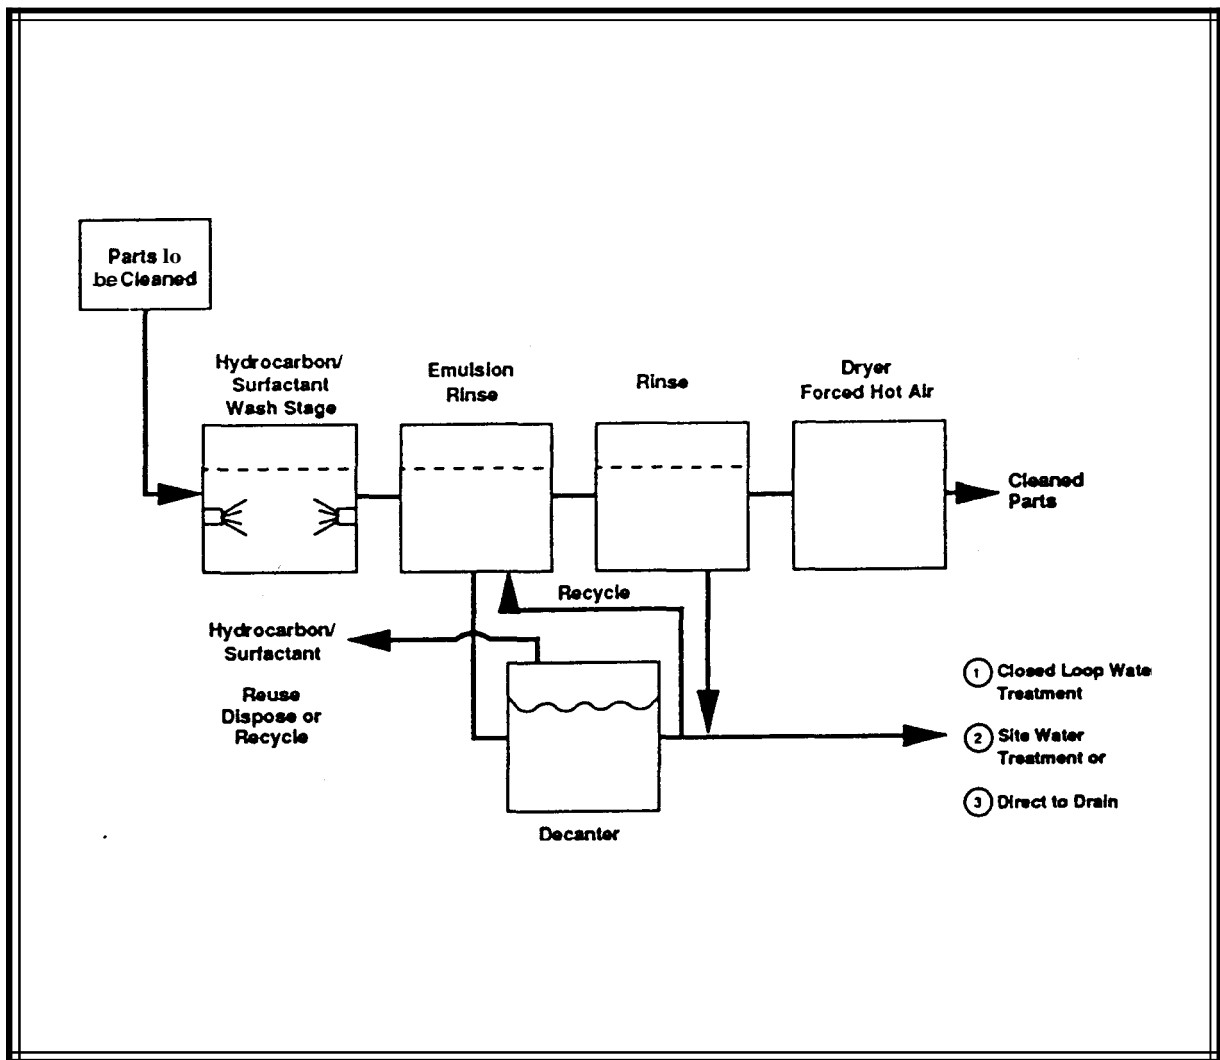 Parts lo
be Cleaned
Hydrocarbon/
Surfactant
Wash Stage
Emulsion
Rinse
Rinse
Dryer
Forced Hot Air
Cleaned
Parts
Recycle
Hydrocarbon/
Surfactant
Reuse
Dispose or
Recycle
Decanter
1 Closed Loop Wate
Treatment
2 Site Water
Treatment or
3 Direct to Drain